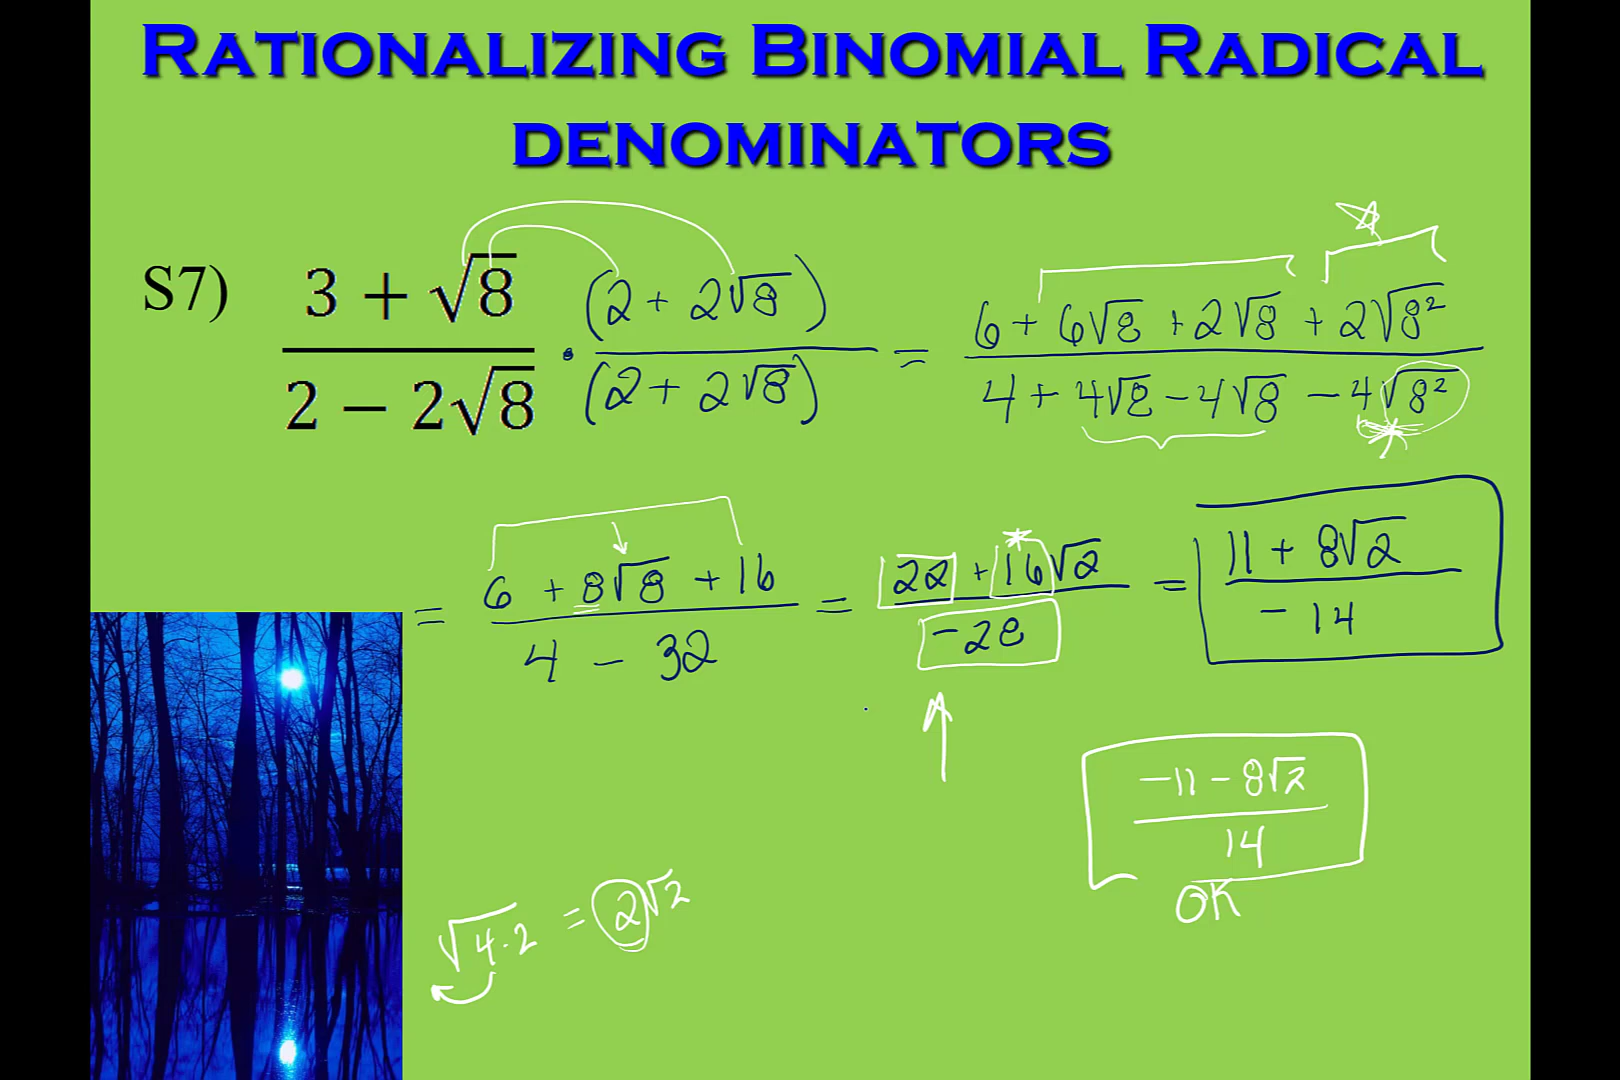 RATIONALIZING BINOMIAL RADICAL
DENOMINATORS
S7) (3 + √8)/(2 − 2√8) · (2 + 2√8)/(2 + 2√8) = (6 + 6√8 + 2√8 + 2√8²)/(4 + 4√8 − 4√8 − 4√8²)
= (6 + 8√8 + 16)/(4 − 32) = (22 + 16√2)/(−28) = (11 + 8√2)/(−14)
(−11 − 8√2)/14
OK
√4·2 = 2√2